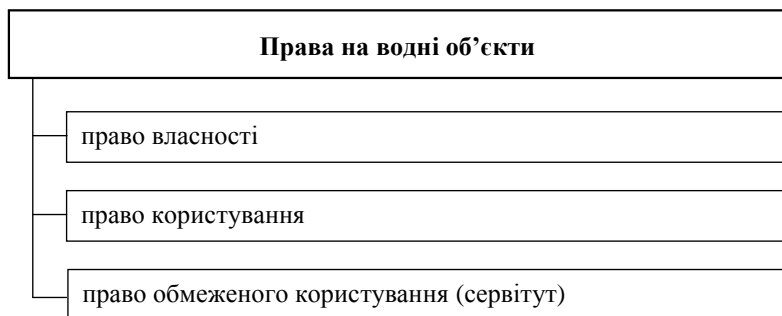 Права на водні об’єкти
право власності
право користування
право обмеженого користування (сервітут)